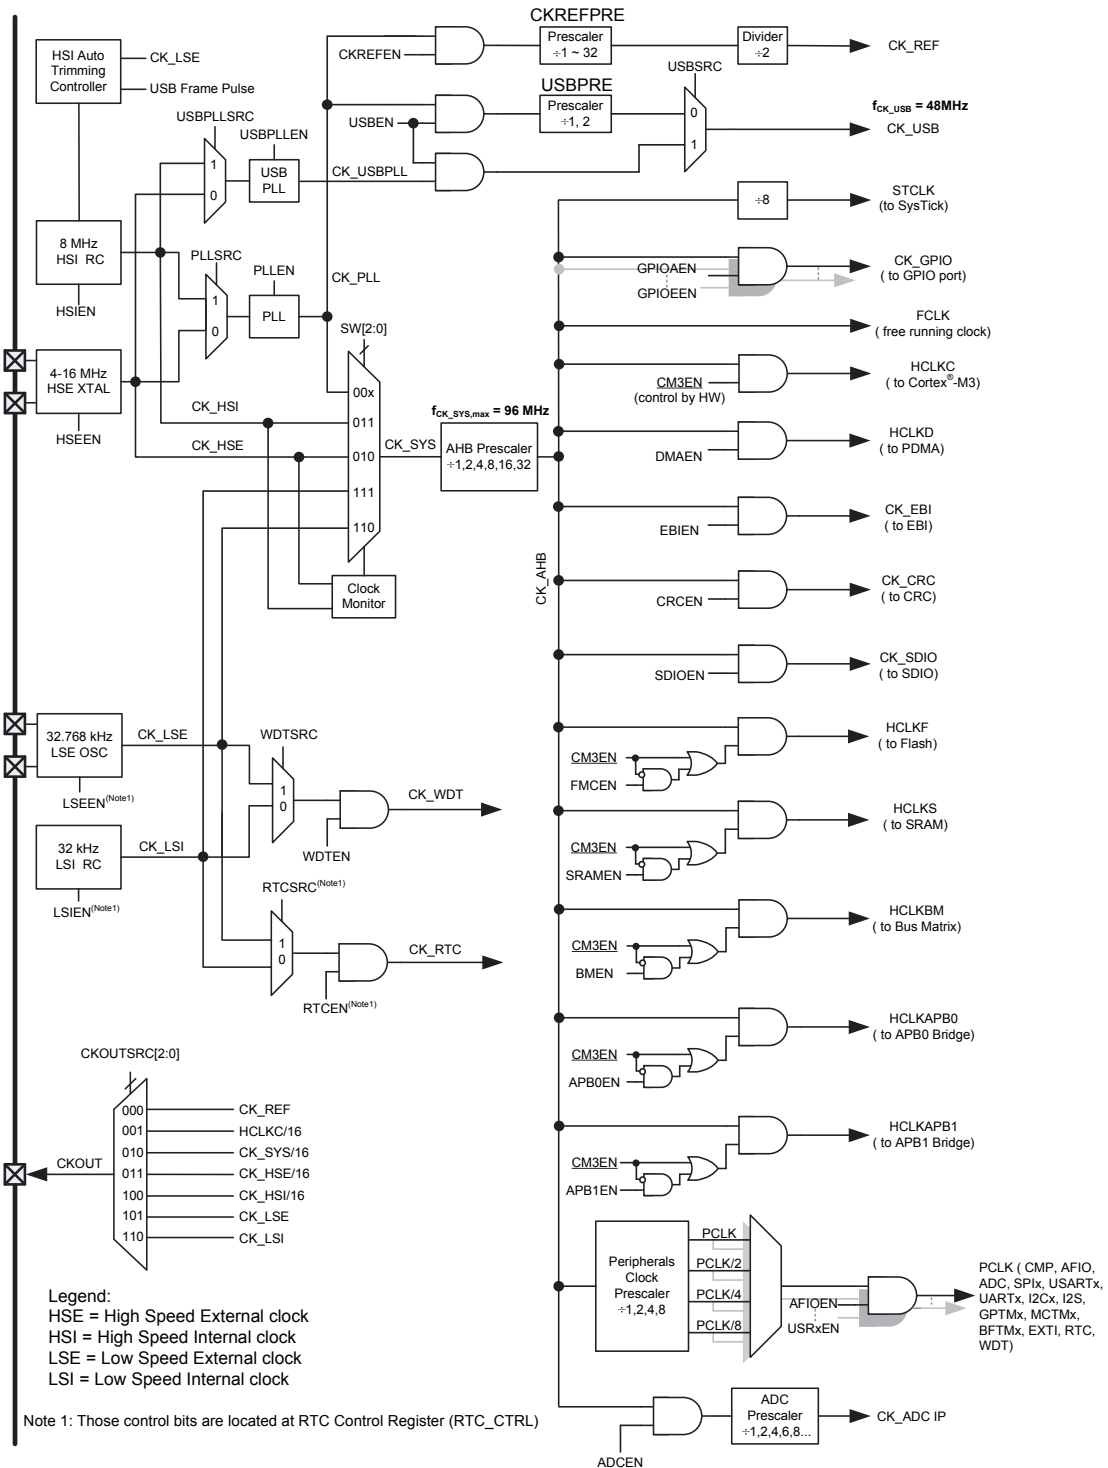 CKREFPRE
HSI Auto
Trimming
Controller
CK_LSE
USB Frame Pulse
CKREFEN
Prescaler
÷1 ~ 32
Divider
÷2
CK_REF
USBPLLSRC
USBPLLEN
USBEN
USBPRE
Prescaler
÷1, 2
USBSRC
0
1
fCK_USB = 48MHz
CK_USB
1
0
USB
PLL
CK_USBPLL
÷8
STCLK
(to SysTick)
8 MHz
HSI RC
HSIEN
PLLSRC
PLLEN
1
0
PLL
CK_PLL
GPIOAEN
GPIOEEN
CK_GPIO
( to GPIO port)
FCLK
( free running clock)
4-16 MHz
HSE XTAL
HSEEN
SW[2:0]
00x
011
010
111
110
CK_HSI
CK_HSE
CK_SYS
fCK_SYS,max = 96 MHz
AHB Prescaler
÷1,2,4,8,16,32
Clock
Monitor
CK_AHB
CM3EN
(control by HW)
HCLKC
( to Cortex®-M3)
DMAEN
HCLKD
( to PDMA)
EBIEN
CK_EBI
( to EBI)
CRCEN
CK_CRC
( to CRC)
SDIOEN
CK_SDIO
( to SDIO)
32.768 kHz
LSE OSC
CK_LSE
LSEEN(Note1)
WDTSRC
1
0
CK_WDT
WDTEN
32 kHz
LSI RC
CK_LSI
LSIEN(Note1)
RTCSRC(Note1)
1
0
CK_RTC
RTCEN(Note1)
CM3EN
FMCEN
HCLKF
( to Flash)
CM3EN
SRAMEN
HCLKS
( to SRAM)
CM3EN
BMEN
HCLKBM
( to Bus Matrix)
CM3EN
APB0EN
HCLKAPB0
( to APB0 Bridge)
CM3EN
APB1EN
HCLKAPB1
( to APB1 Bridge)
CKOUTSRC[2:0]
CKOUT
000 CK_REF
001 HCLKC/16
010 CK_SYS/16
011 CK_HSE/16
100 CK_HSI/16
101 CK_LSE
110 CK_LSI
Peripherals
Clock
Prescaler
÷1,2,4,8
PCLK
PCLK/2
PCLK/4
PCLK/8
AFIOEN
USRxEN
PCLK ( CMP, AFIO,
ADC, SPIx, USARTx,
UARTx, I2Cx, I2S,
GPTMx, MCTMx,
BFTMx, EXTI, RTC,
WDT)
ADCEN
ADC
Prescaler
÷1,2,4,6,8...
CK_ADC IP
Legend:
HSE = High Speed External clock
HSI = High Speed Internal clock
LSE = Low Speed External clock
LSI = Low Speed Internal clock
Note 1: Those control bits are located at RTC Control Register (RTC_CTRL)